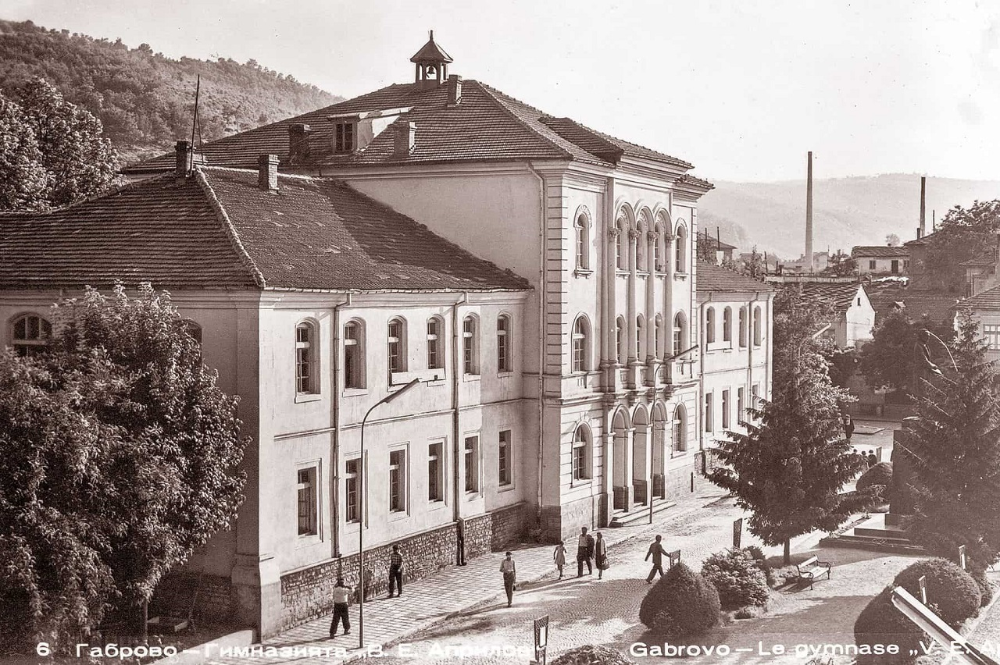 6 Габрово — Гимназията „В. Е. Априлов Gabrovo — Le gymnase „V. E. A